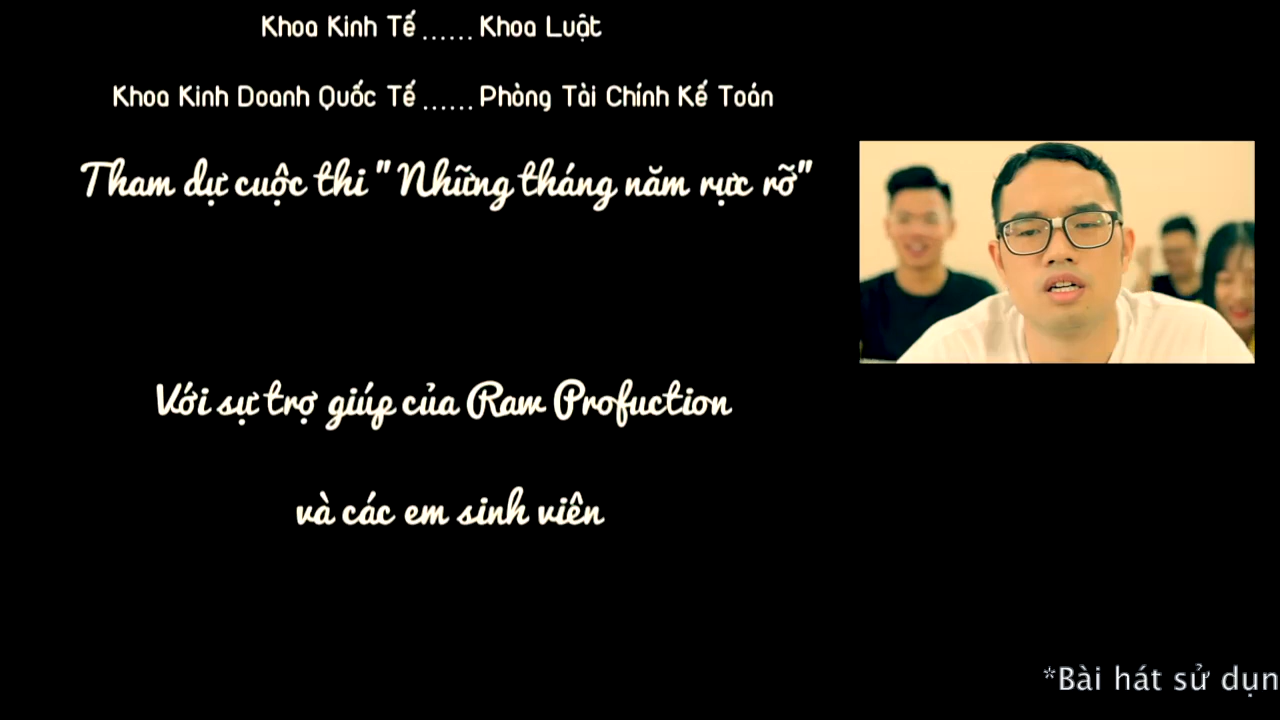 Khoa Kinh Tế ...... Khoa Luật
Khoa Kinh Doanh Quốc Tế ...... Phòng Tài Chính Kế Toán
Tham dự cuộc thi " Những tháng năm rực rỡ"
Với sự trợ giúp của Raw Profuction
và các em sinh viên
*Bài hát sử dụn